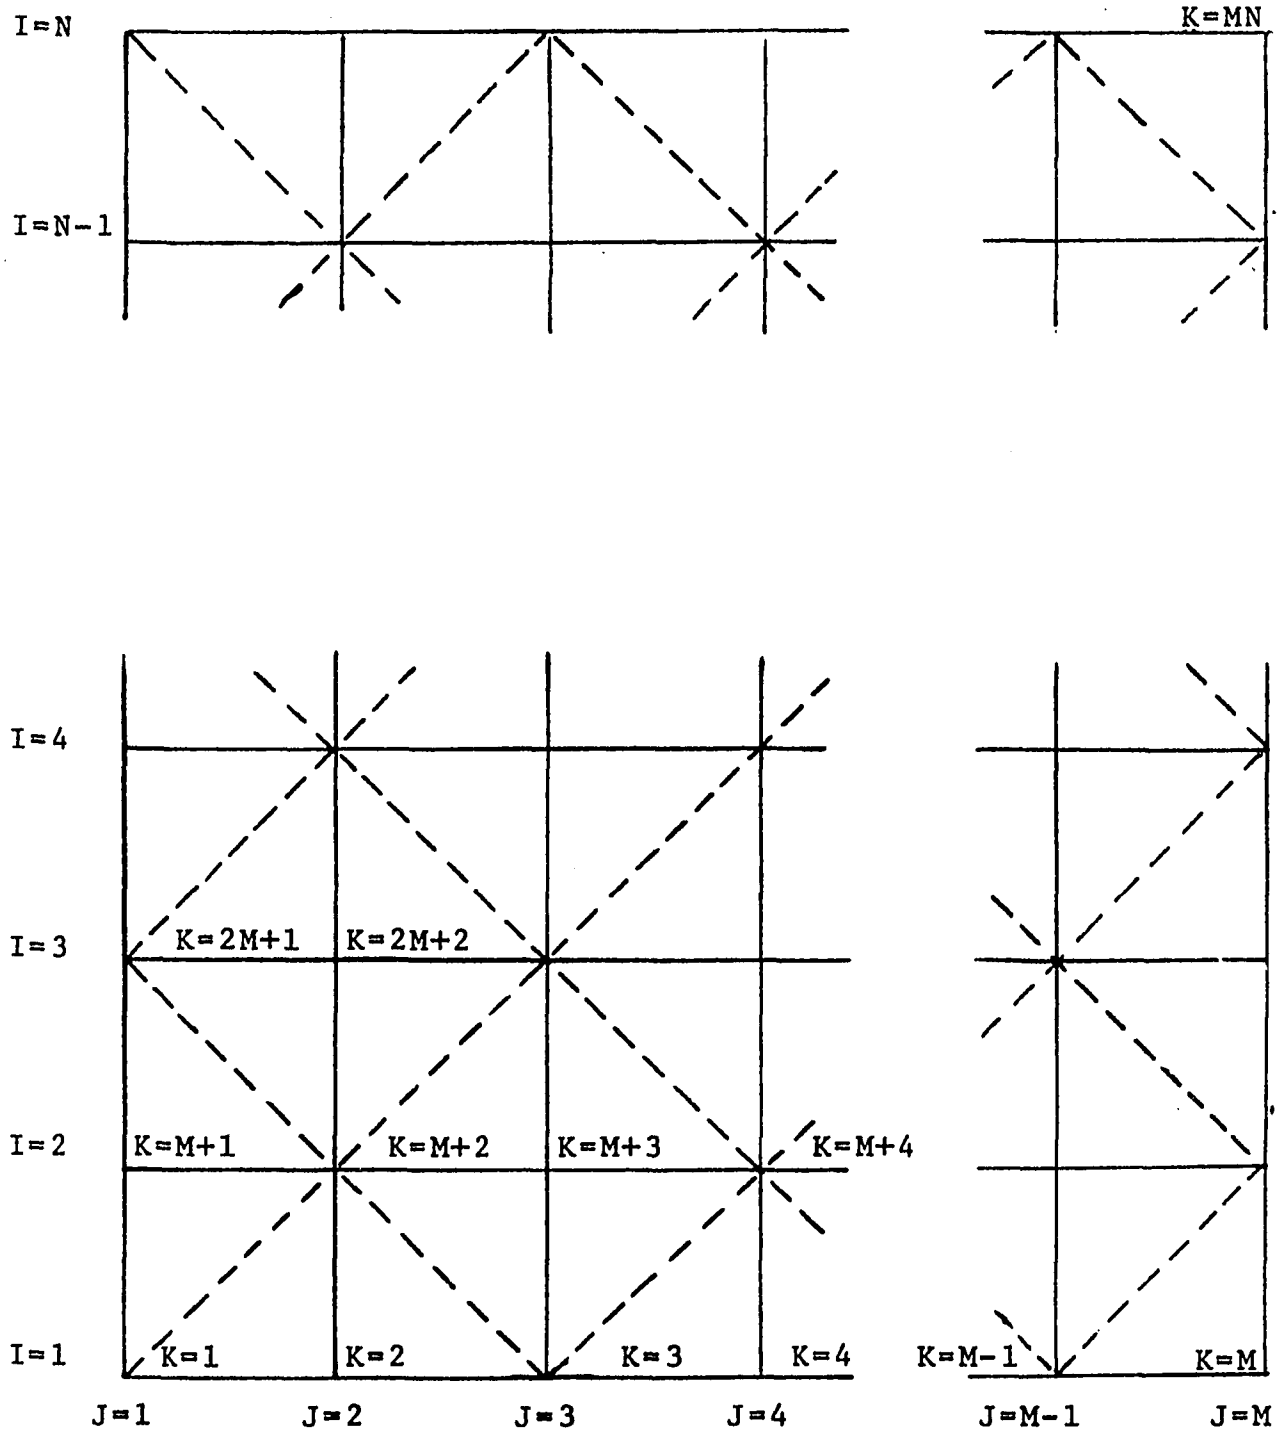 I=N K=MN
I=N-1
I=4
I=3 K=2M+1 K=2M+2
I=2 K=M+1 K=M+2 K=M+3 K=M+4
I=1 K=1 K=2 K=3 K=4 K=M-1 K=M
J=1 J=2 J=3 J=4 J=M-1 J=M